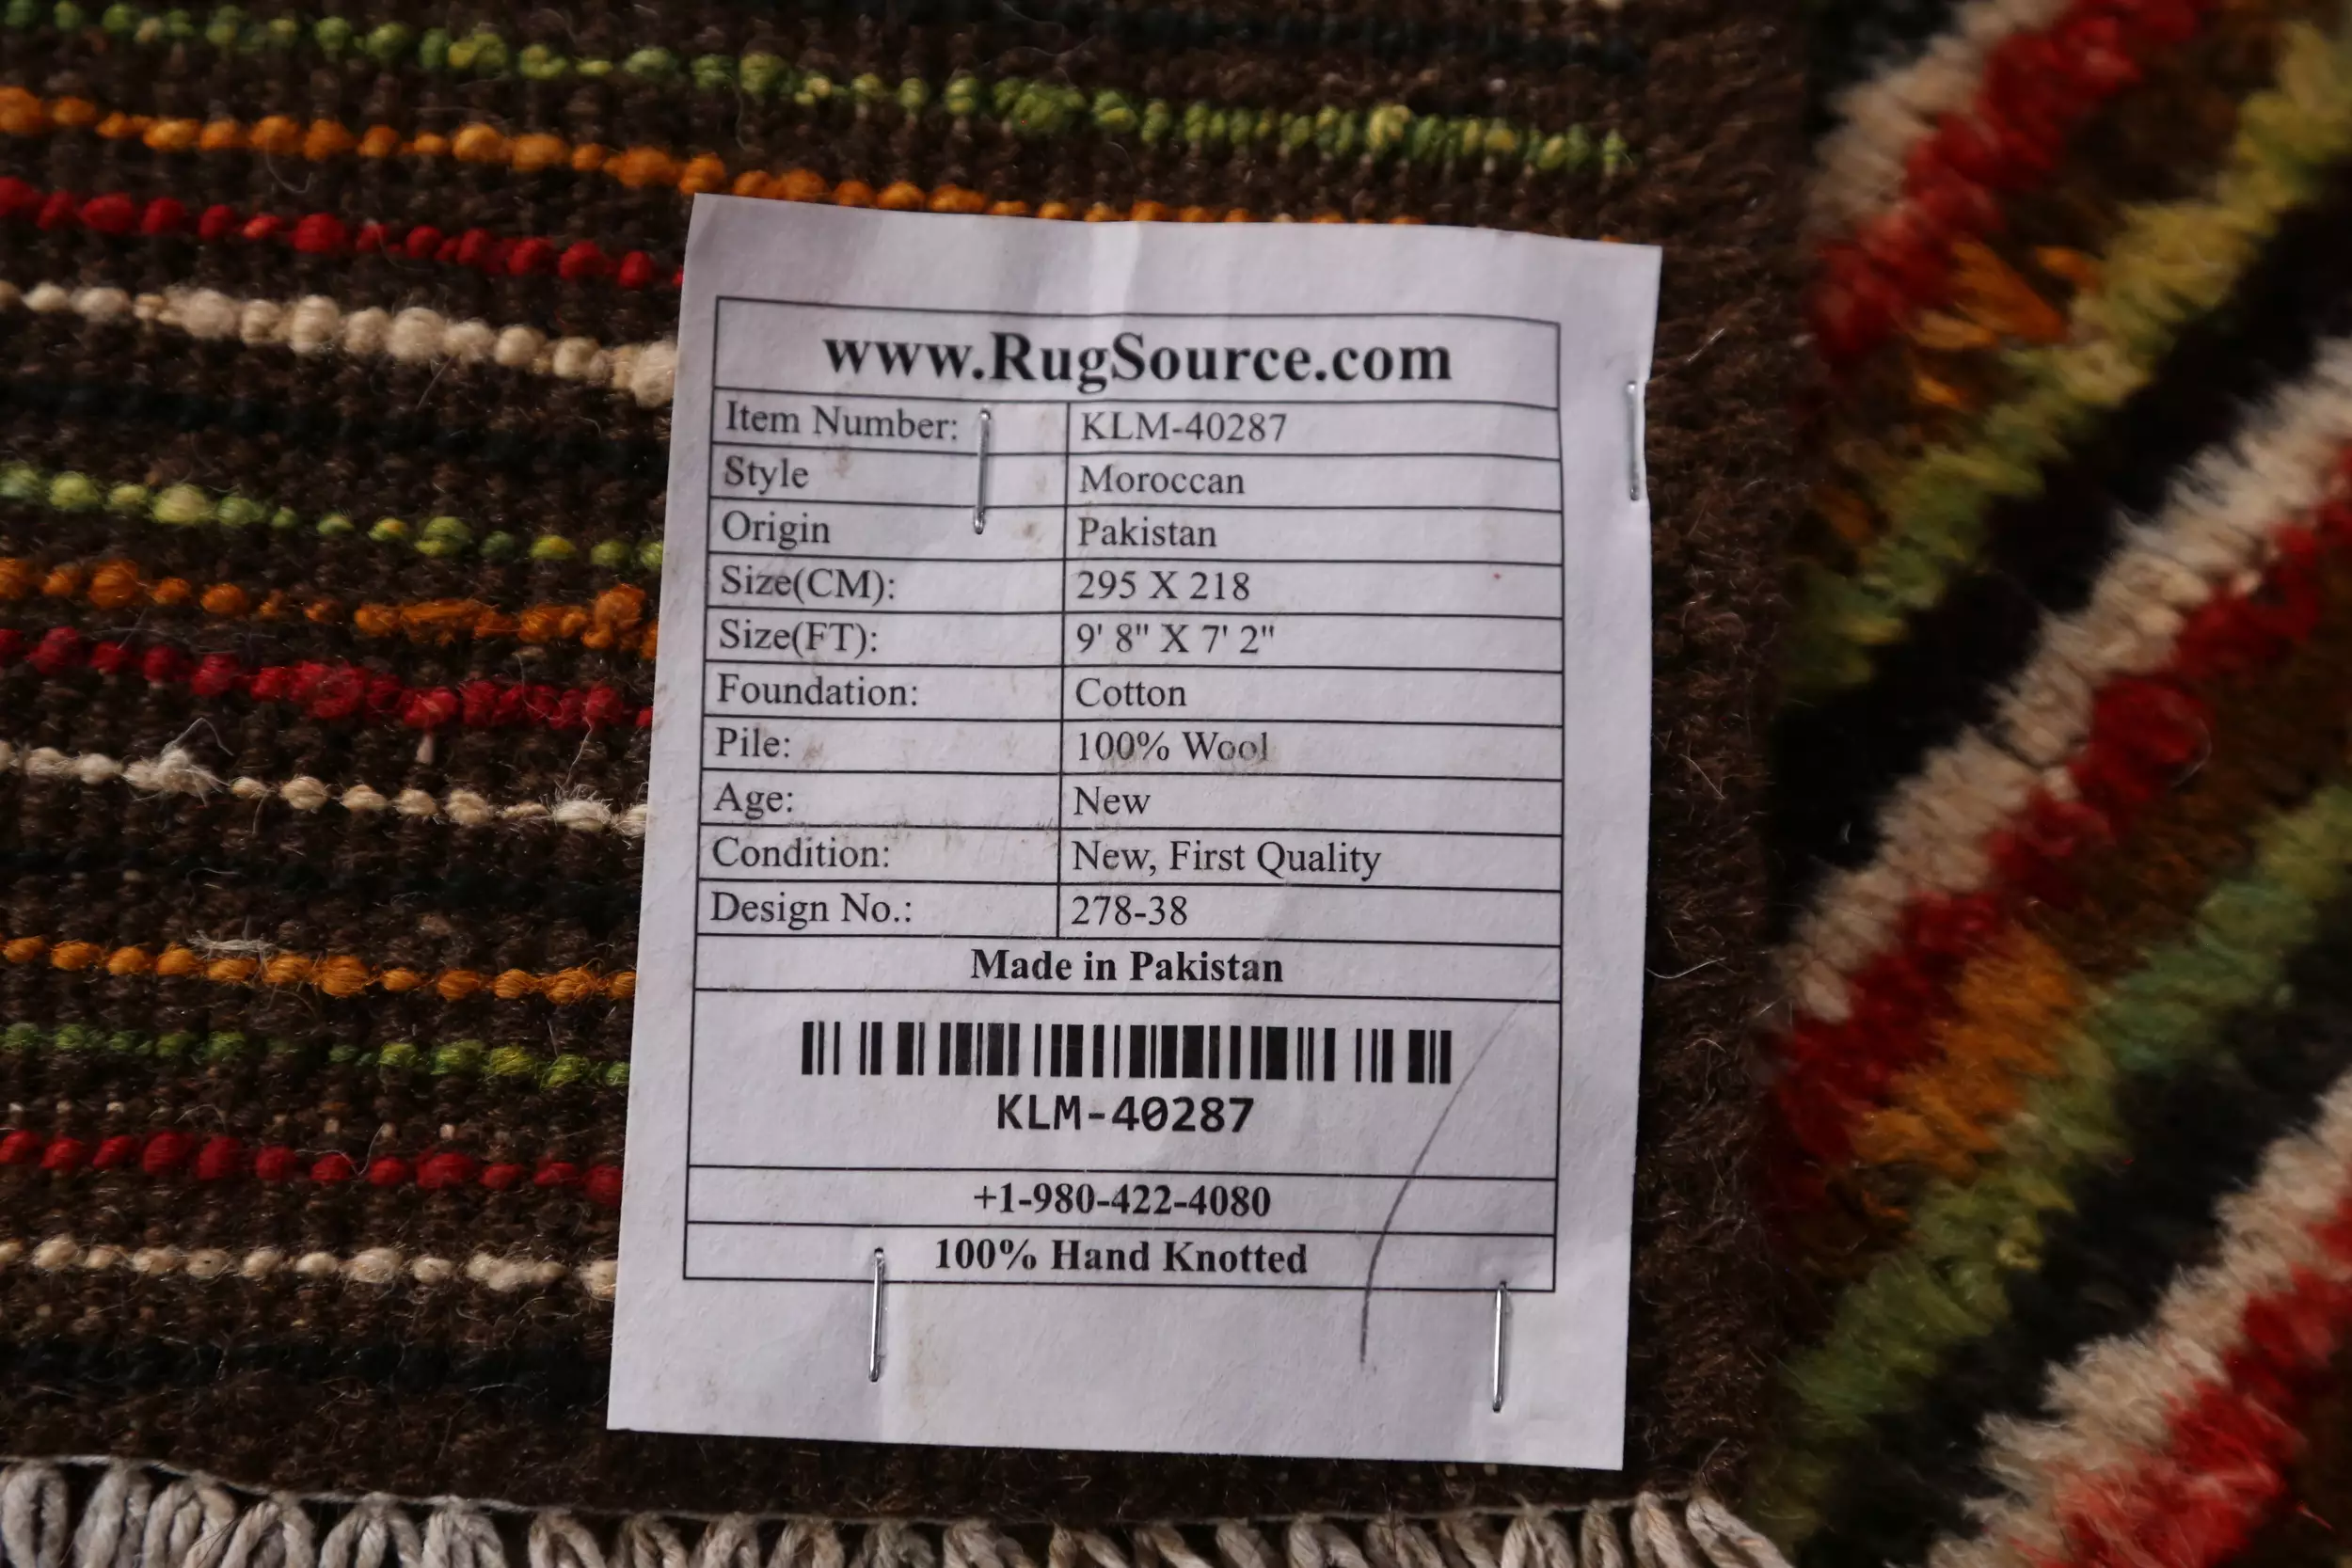 www.RugSource.com
Item Number: KLM-40287
Style Moroccan
Origin Pakistan
Size(CM): 295 X 218
Size(FT): 9' 8" X 7' 2"
Foundation: Cotton
Pile: 100% Wool
Age: New
Condition: New, First Quality
Design No.: 278-38
Made in Pakistan
KLM-40287
+1-980-422-4080
100% Hand Knotted